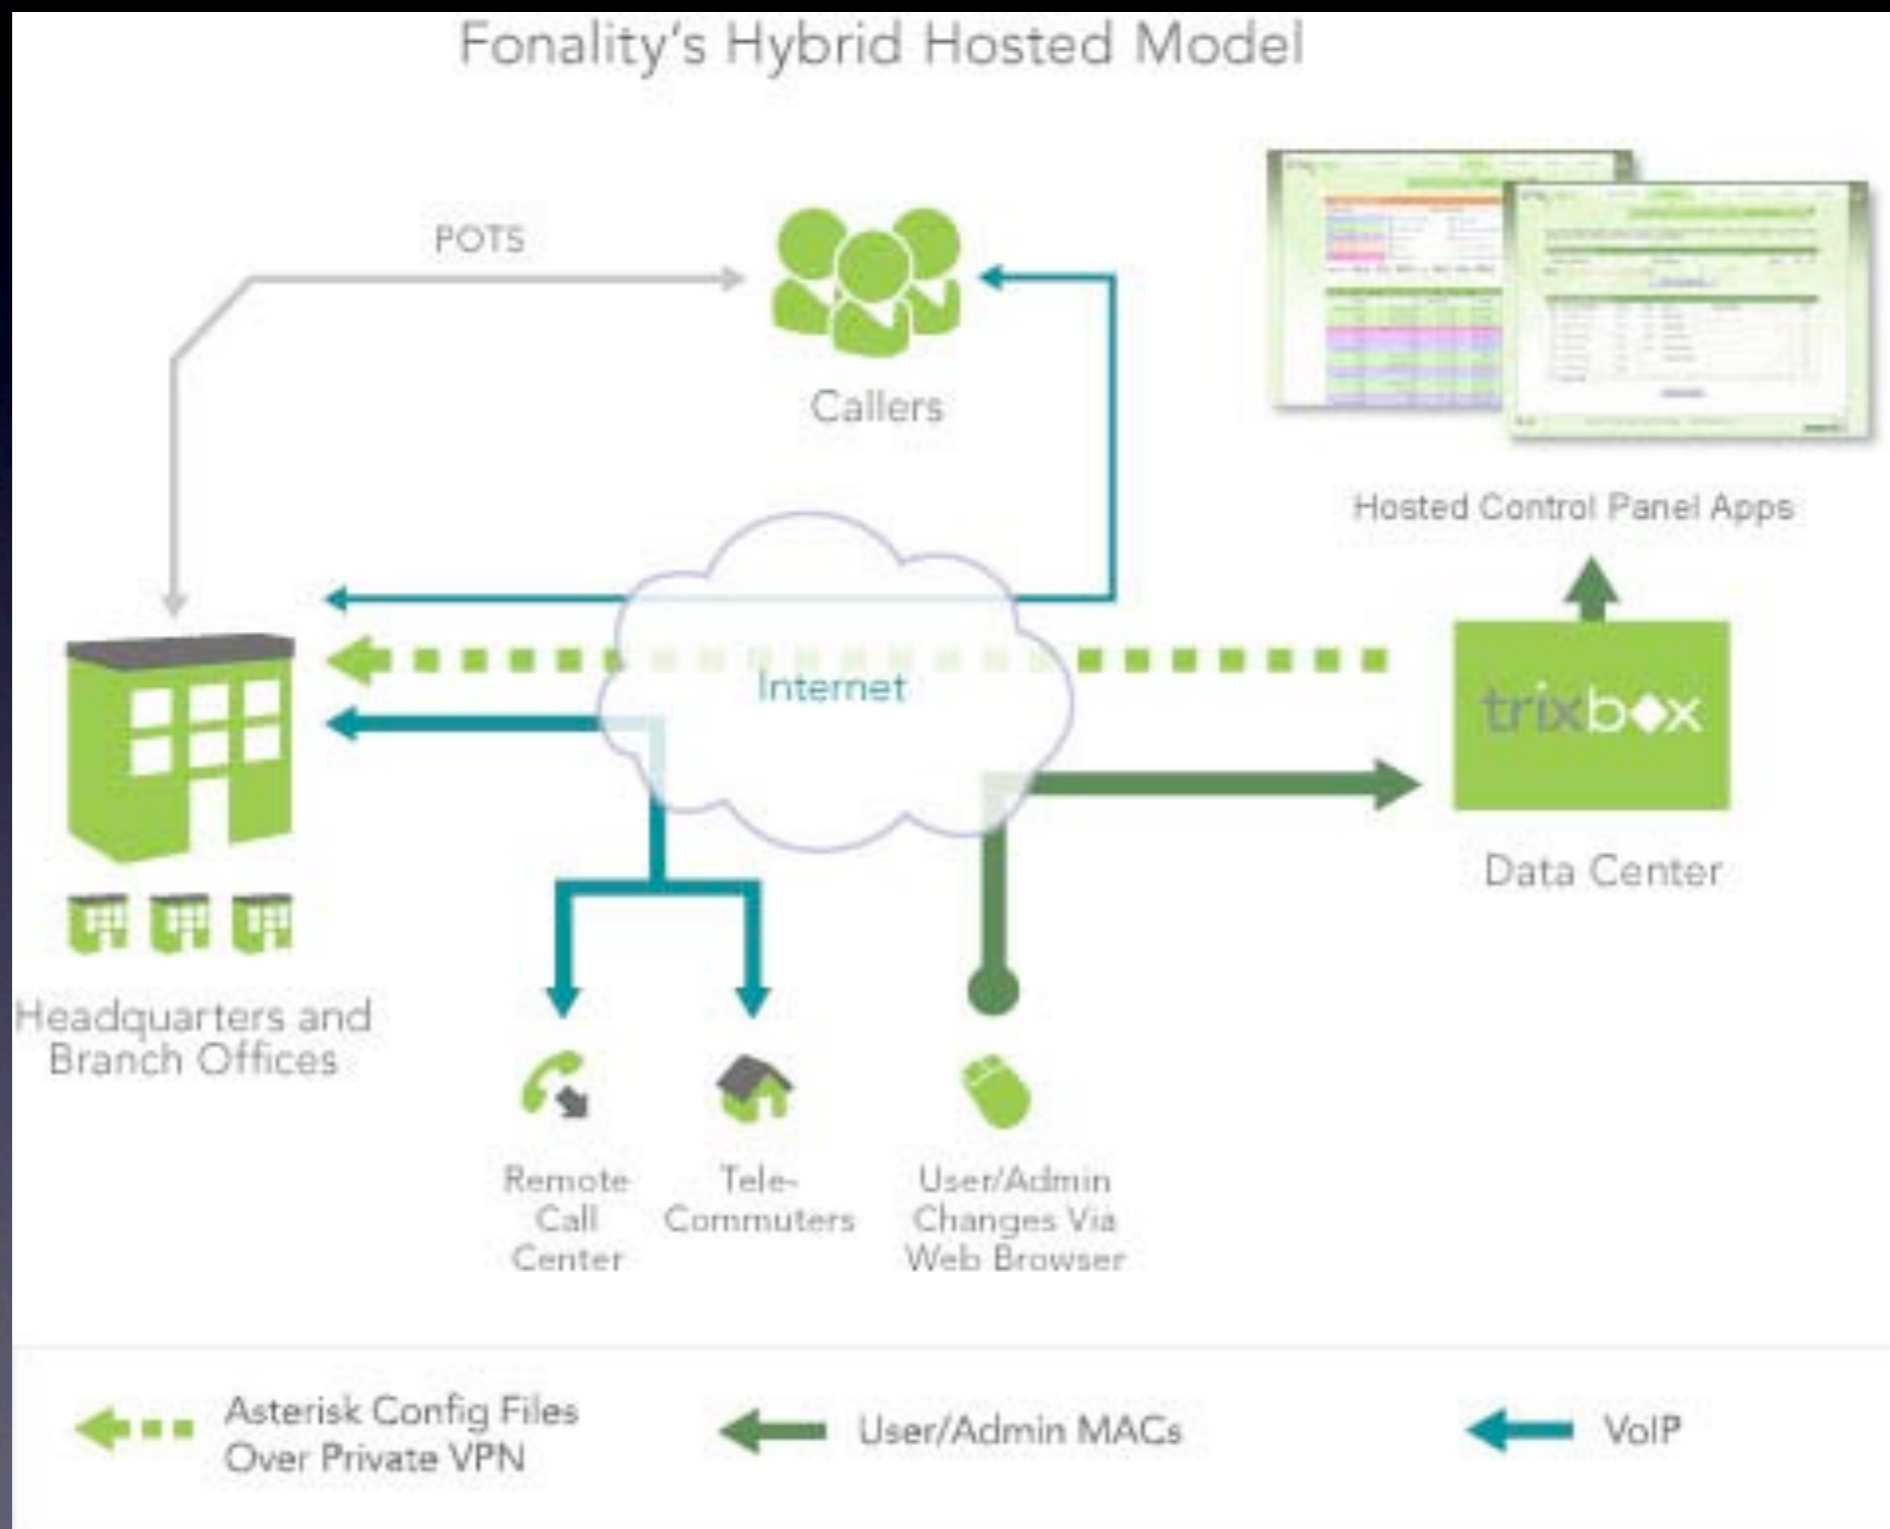 Fonality's Hybrid Hosted Model
POTS
Callers
Hosted Control Panel Apps
Internet
trixbox
Data Center
Headquarters and
Branch Offices
Remote
Call
Center
Tele-
Commuters
User/Admin
Changes Via
Web Browser
Asterisk Config Files
Over Private VPN
User/Admin MACs
VoIP